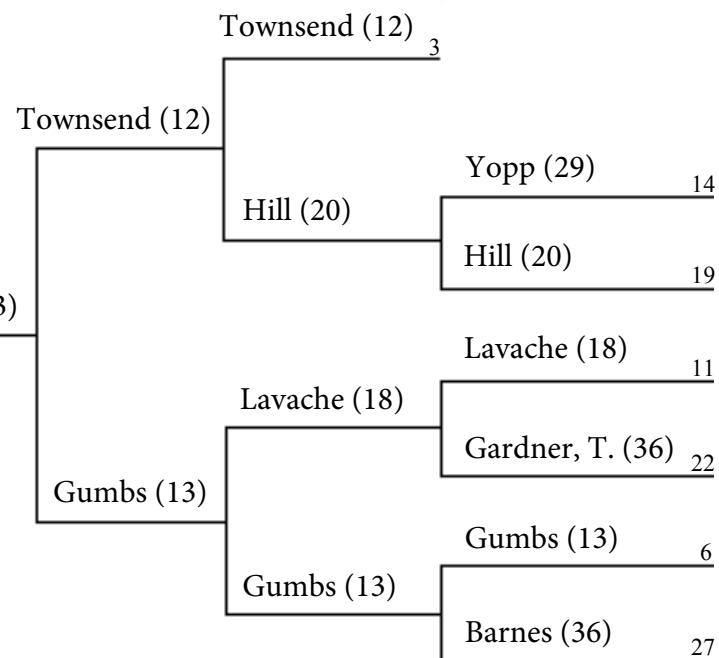 Townsend (12)
3
Townsend (12)
Yopp (29)
14
Hill (20)
Hill (20)
19
3)
Lavache (18)
11
Lavache (18)
Gardner, T. (36)
22
Gumbs (13)
Gumbs (13)
6
Gumbs (13)
Barnes (36)
27